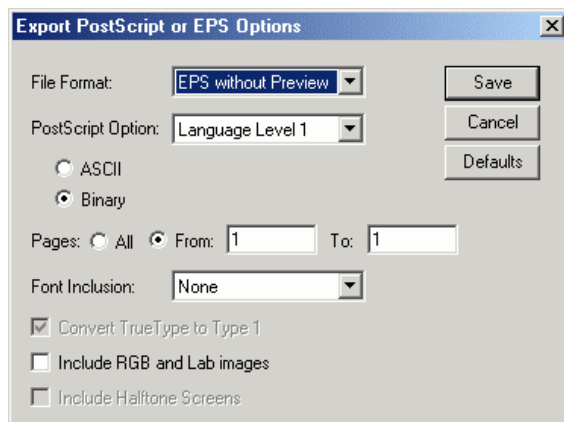 Export PostScript or EPS Options
File Format: EPS without Preview Save
PostScript Option: Language Level 1 Cancel
ASCII Defaults
Binary
Pages: All From: 1 To: 1
Font Inclusion: None
Convert TrueType to Type 1
Include RGB and Lab images
Include Halftone Screens